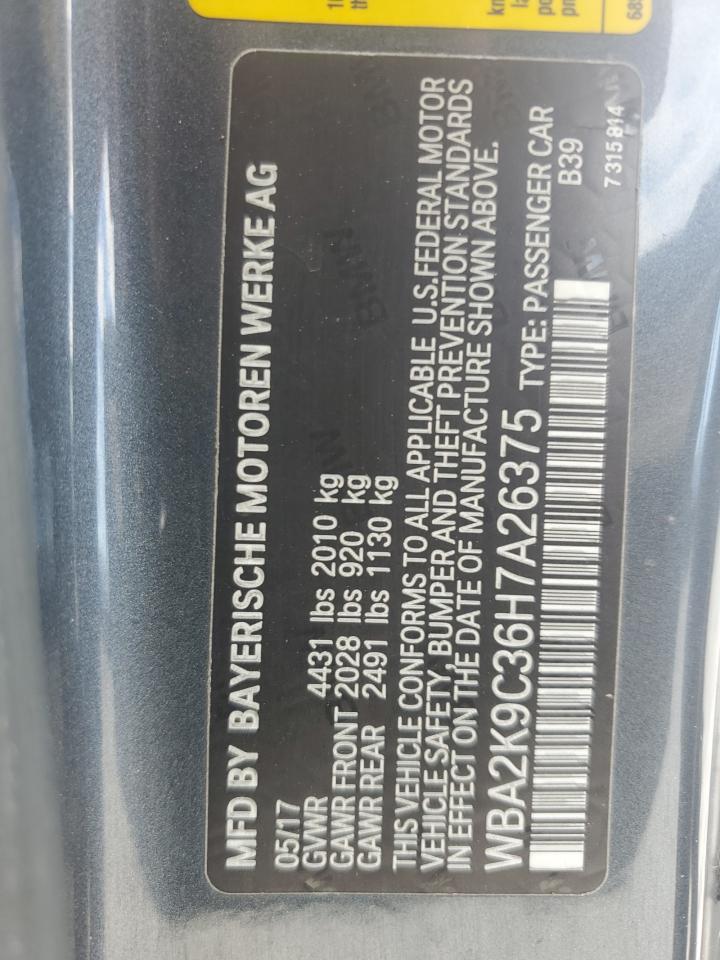 MFD BY BAYERISCHE MOTOREN WERKE AG
05/17
GVWR 4431 lbs 2010 kg
GAWR FRONT 2028 lbs 920 kg
GAWR REAR 2491 lbs 1130 kg
THIS VEHICLE CONFORMS TO ALL APPLICABLE U.S. FEDERAL MOTOR
VEHICLE SAFETY, BUMPER AND THEFT PREVENTION STANDARDS
IN EFFECT ON THE DATE OF MANUFACTURE SHOWN ABOVE.
WBA2K9C36H7A26375 TYPE: PASSENGER CAR
B39
7 315 814